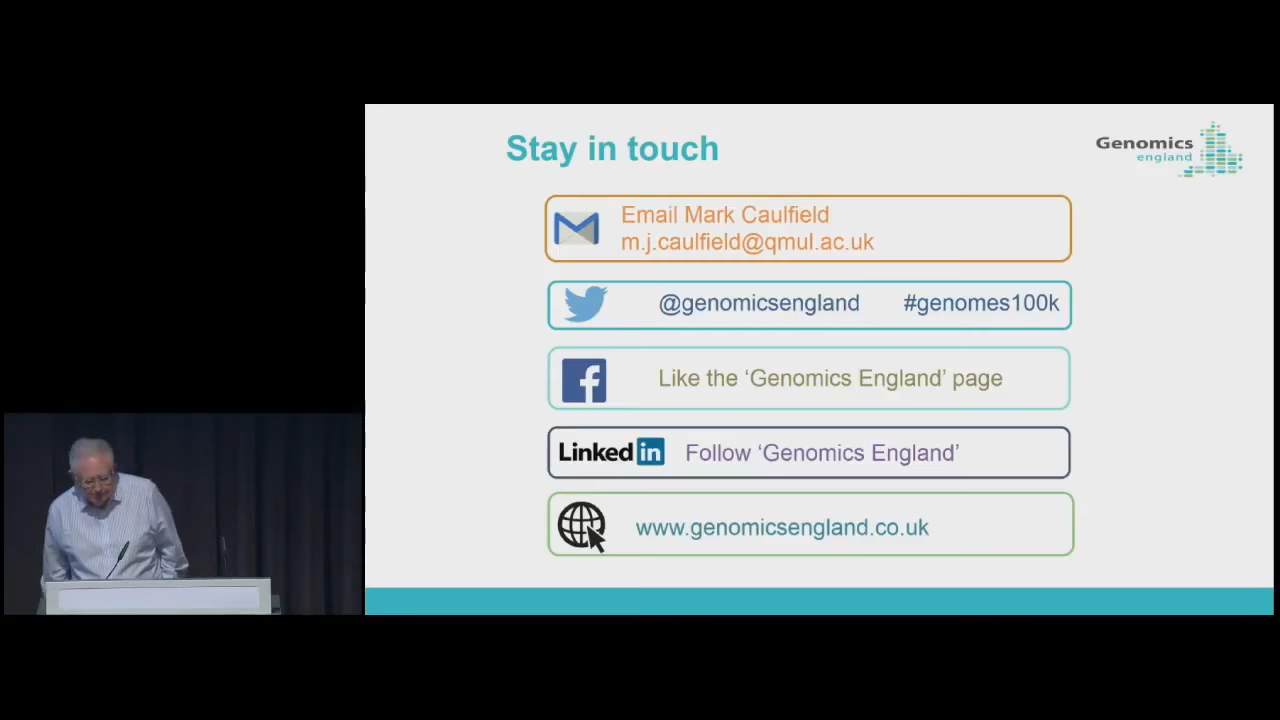 Stay in touch
Genomics
england
Email Mark Caulfield
m.j.caulfield@qmul.ac.uk
@genomicsengland #genomes100k
Like the ‘Genomics England’ page
Linked in Follow ‘Genomics England’
www.genomicsengland.co.uk